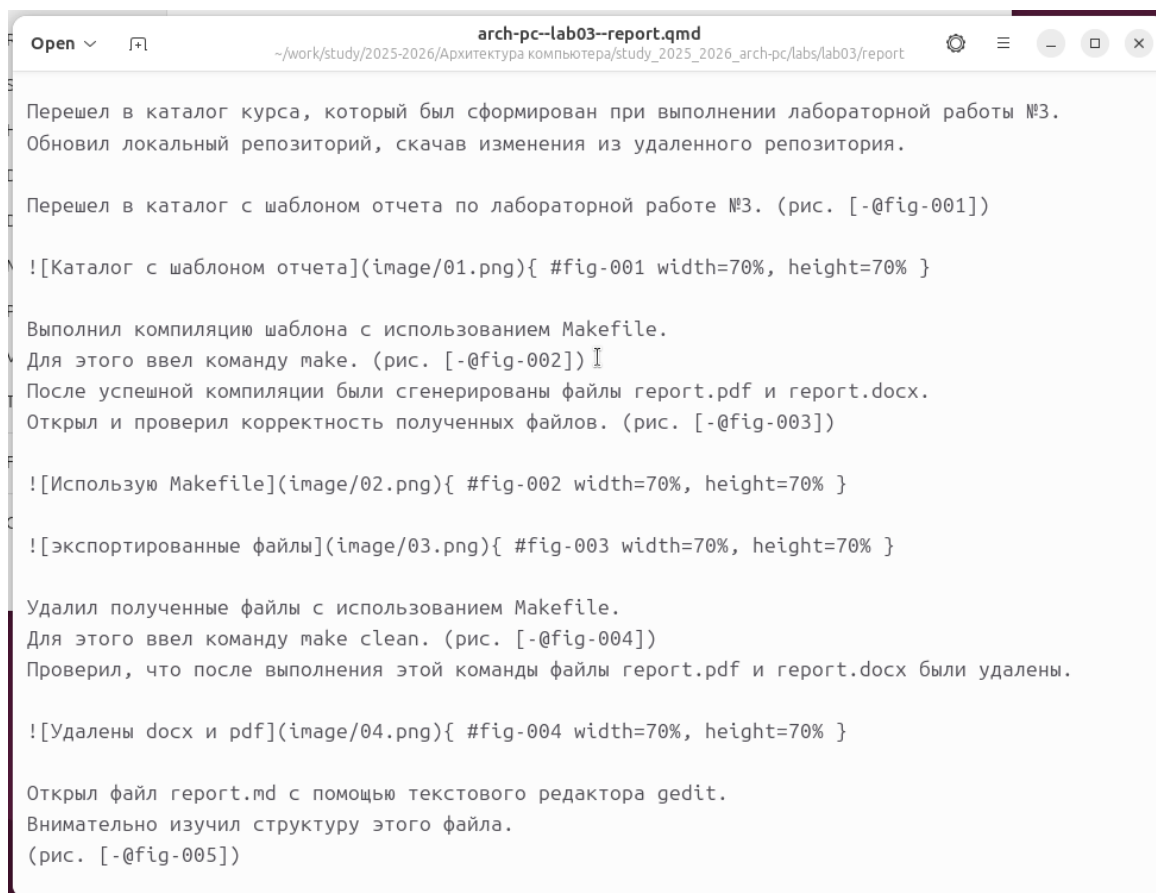 Open
arch-pc--lab03--report.qmd
~/work/study/2025-2026/Архитектура компьютера/study_2025_2026_arch-pc/labs/lab03/report
Перешел в каталог курса, который был сформирован при выполнении лабораторной работы №3.
Обновил локальный репозиторий, скачав изменения из удаленного репозитория.
Перешел в каталог с шаблоном отчета по лабораторной работе №3. (рис. [-@fig-001])
![Каталог с шаблоном отчета](image/01.png){ #fig-001 width=70%, height=70% }
Выполнил компиляцию шаблона с использованием Makefile.
Для этого ввел команду make. (рис. [-@fig-002])
После успешной компиляции были сгенерированы файлы report.pdf и report.docx.
Открыл и проверил корректность полученных файлов. (рис. [-@fig-003])
![Использую Makefile](image/02.png){ #fig-002 width=70%, height=70% }
![экспортированные файлы](image/03.png){ #fig-003 width=70%, height=70% }
Удалил полученные файлы с использованием Makefile.
Для этого ввел команду make clean. (рис. [-@fig-004])
Проверил, что после выполнения этой команды файлы report.pdf и report.docx были удалены.
![Удалены docx и pdf](image/04.png){ #fig-004 width=70%, height=70% }
Открыл файл report.md с помощью текстового редактора gedit.
Внимательно изучил структуру этого файла.
(рис. [-@fig-005])